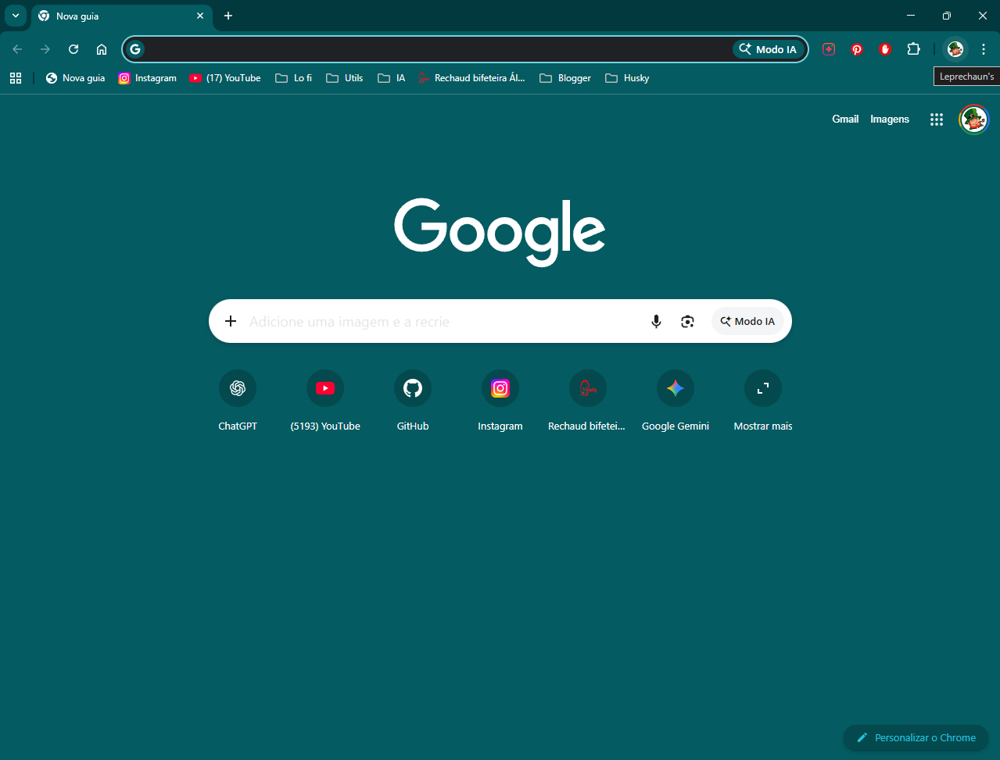 Nova guia
Modo IA
Nova guia
Instagram
(17) YouTube
Lo fi
Utils
IA
Rechaud bifeteira Ál...
Blogger
Husky
Leprechaun's
Gmail
Imagens
Google
Adicione uma imagem e a recrie
Modo IA
ChatGPT
(5193) YouTube
GitHub
Instagram
Rechaud bifetei...
Google Gemini
Mostrar mais
Personalizar o Chrome